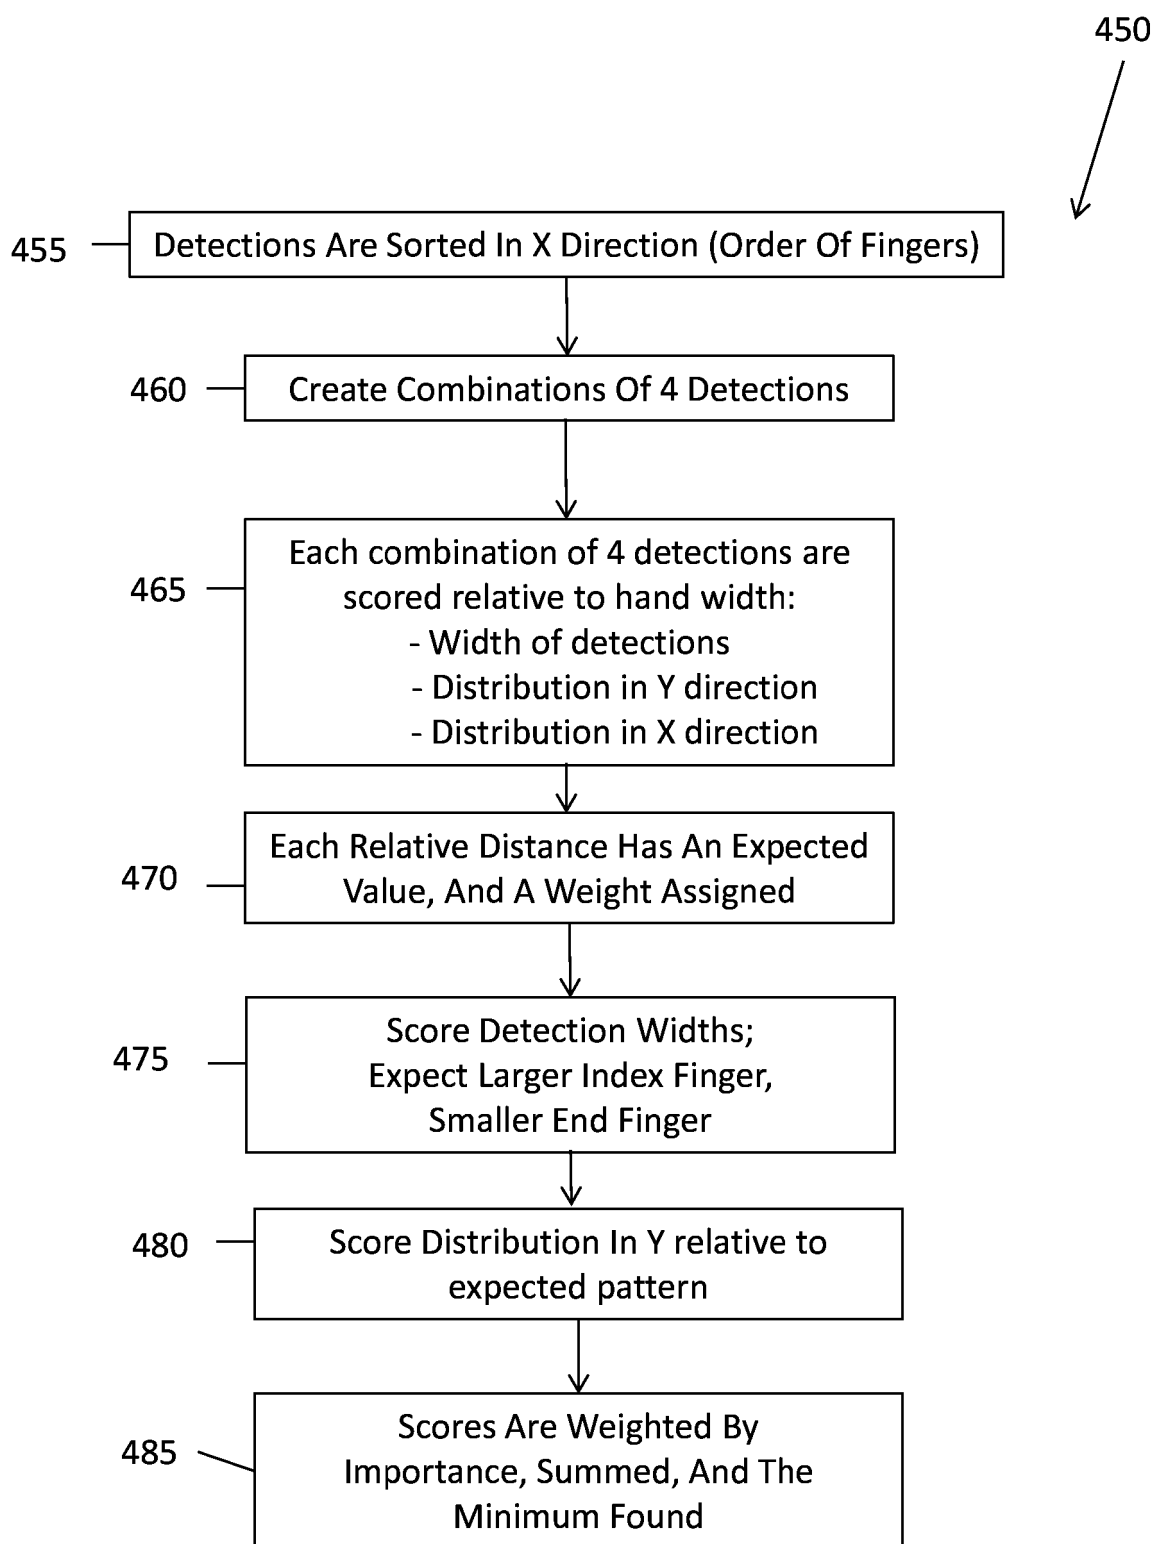 450
455
Detections Are Sorted In X Direction (Order Of Fingers)
460
Create Combinations Of 4 Detections
465
Each combination of 4 detections are
scored relative to hand width:
- Width of detections
- Distribution in Y direction
- Distribution in X direction
470
Each Relative Distance Has An Expected
Value, And A Weight Assigned
475
Score Detection Widths;
Expect Larger Index Finger,
Smaller End Finger
480
Score Distribution In Y relative to
expected pattern
485
Scores Are Weighted By
Importance, Summed, And The
Minimum Found